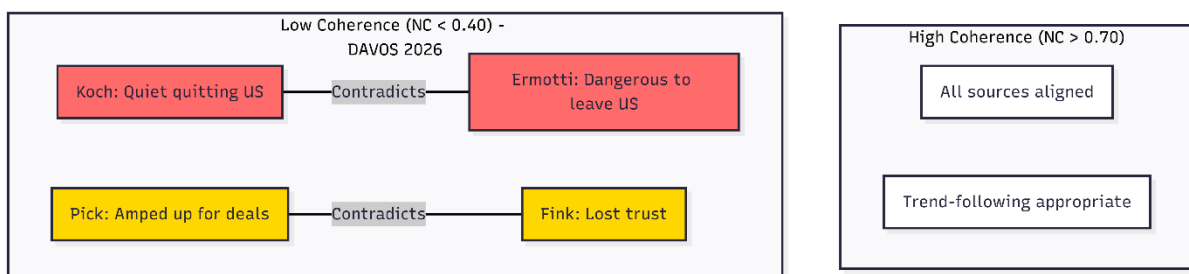 Low Coherence (NC < 0.40) -
DAVOS 2026
Koch: Quiet quitting US
Contradicts
Ermotti: Dangerous to
leave US
Pick: Amped up for deals
Contradicts
Fink: Lost trust
High Coherence (NC > 0.70)
All sources aligned
Trend-following appropriate